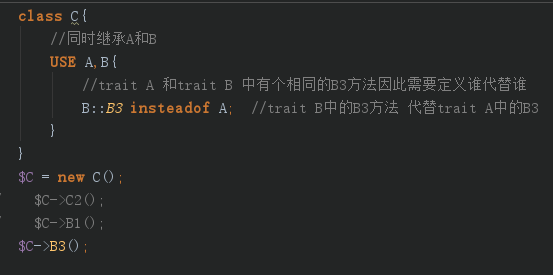 class C{
//同时继承A和B
USE A,B{
//trait A 和trait B 中有个相同的B3方法因此需要定义谁代替谁
B::B3 insteadof A;  //trait B中的B3方法 代替trait A中的B3
}
}
$C = new C();
$C->C2();
$C->B1();
$C->B3();